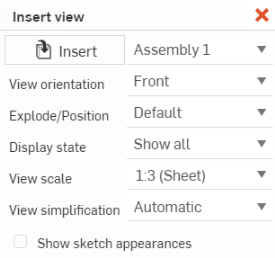 Insert view
Insert Assembly 1
View orientation Front
Explode/Position Default
Display state Show all
View scale 1:3 (Sheet)
View simplification Automatic
Show sketch appearances